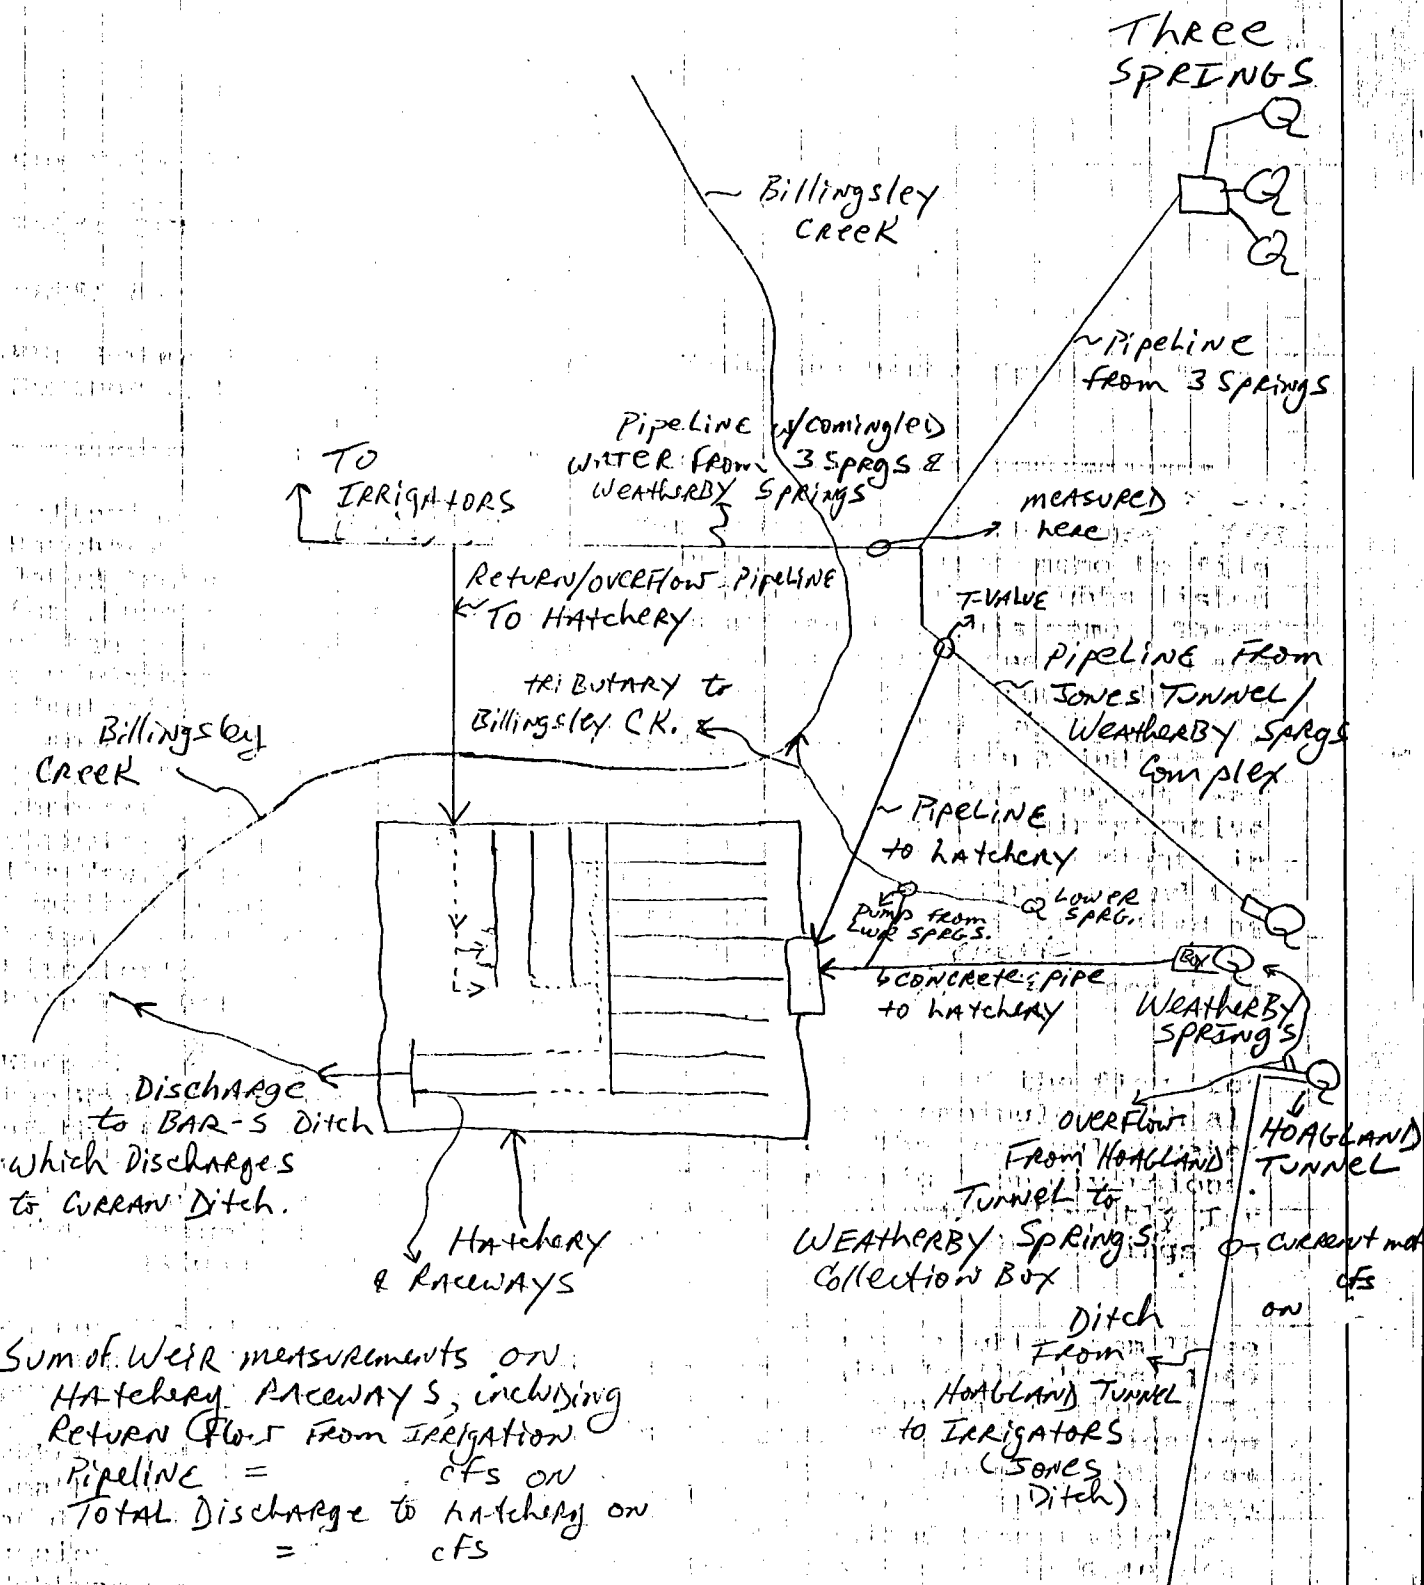 Three
Springs
Billingsley
Creek
~Pipeline
from 3 Springs
Pipeline w/comingled
water from 3 Sprgs &
Weatherby Springs
To
Irrigators
measured
here
Return/overflow Pipeline
To Hatchery
T-Valve
Pipeline From
Jones Tunnel/
Weatherby Sprgs
Complex
tributary to
Billingsley Ck.
Billingsley
Creek
~ Pipeline
to hatchery
Lower
Sprg.
Pump from
Lwr Sprgs.
Box
concrete pipe
to hatchery
Weatherby
Springs
Discharge
to BAR-S Ditch
which Discharges
to Curran Ditch.
Overflow
From Hoagland
Tunnel to
Weatherby Springs
Collection Box
Hoagland
Tunnel
Hatchery
& Raceways
cfs
on
Ditch
From
Hoagland Tunnel
to Irrigators
(Jones
Ditch)
Sum of Weir measurements on
Hatchery Raceways, including
Return Flows From Irrigation
Pipeline = cfs on
Total Discharge to hatchery on
= cfs